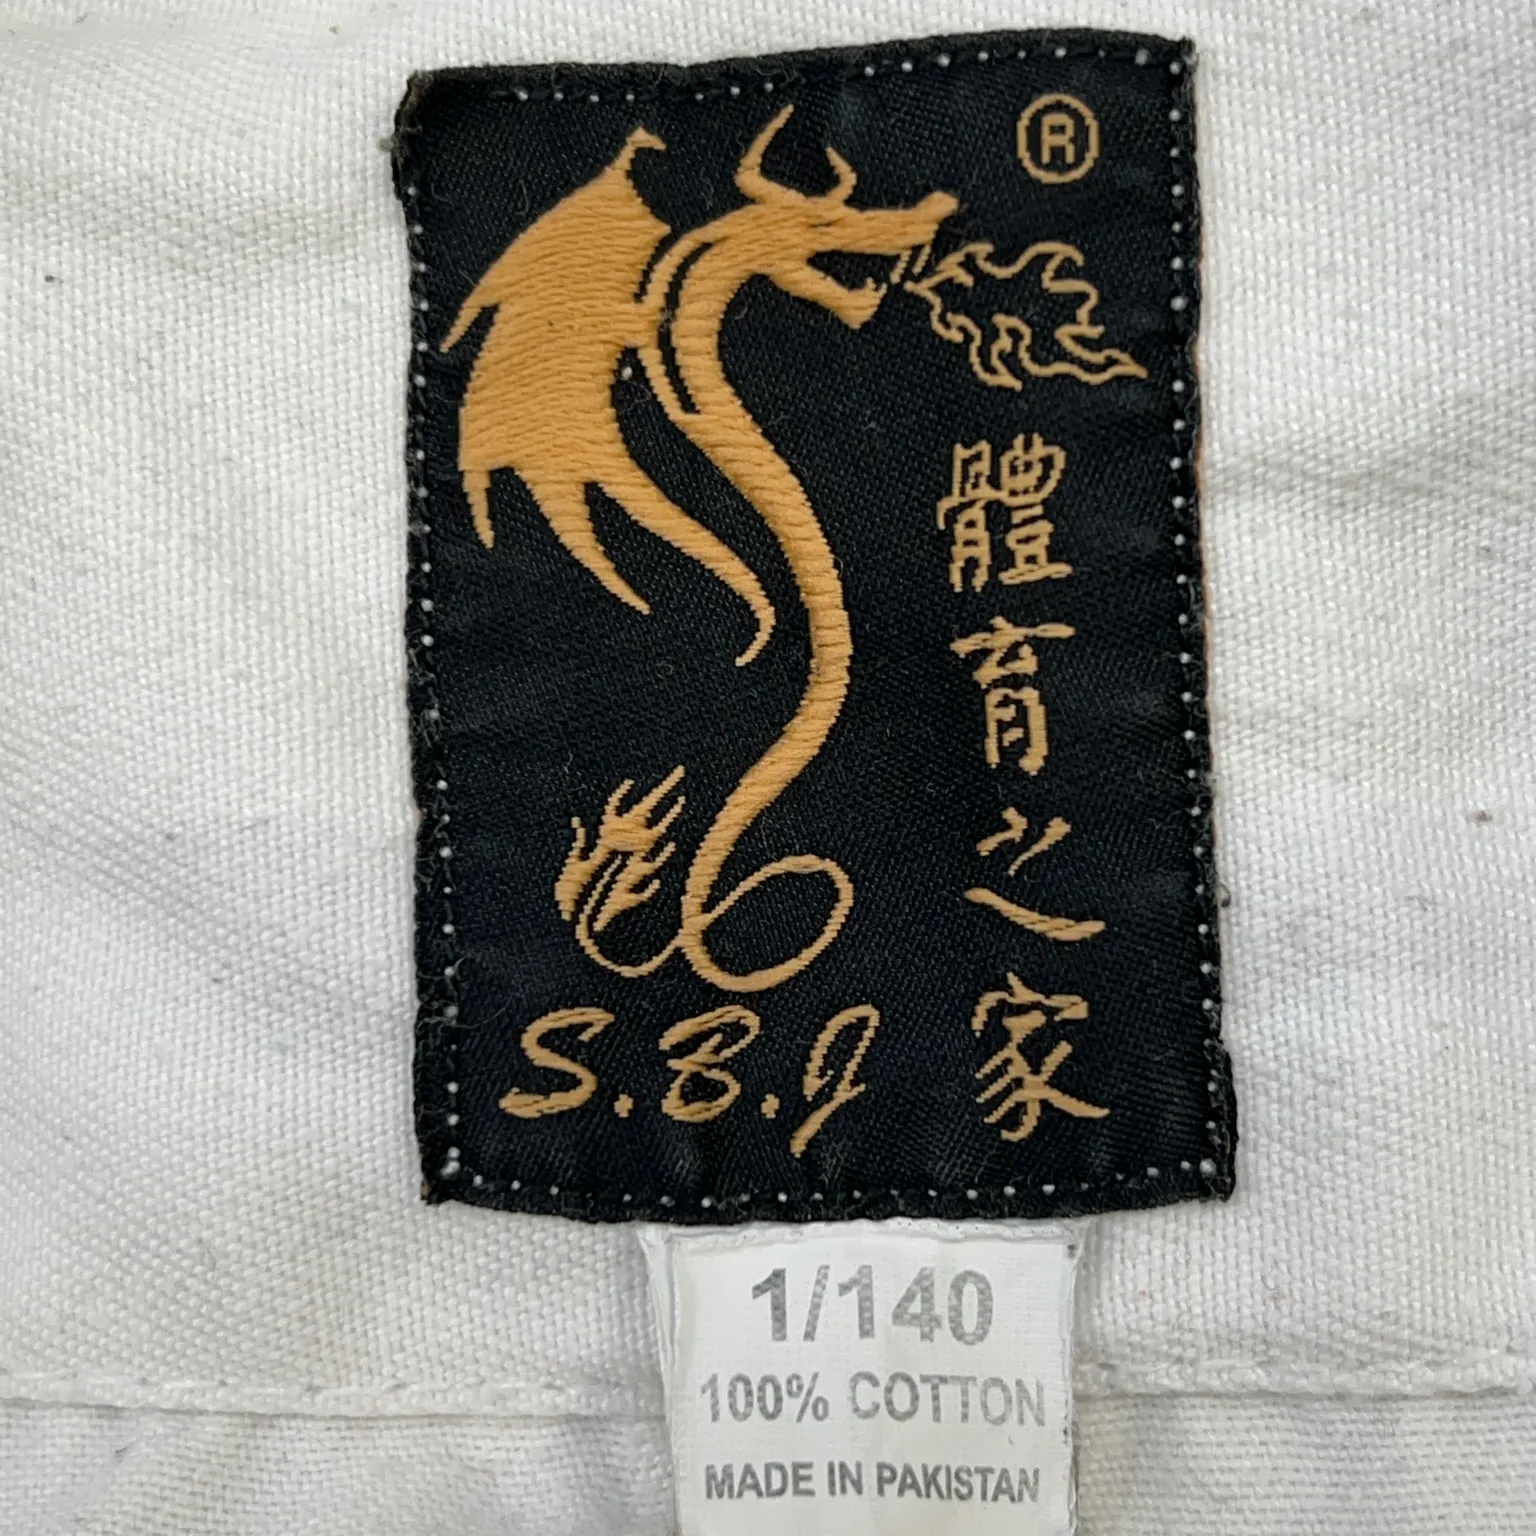 ®
體育之家
S.B.J
1/140
100% COTTON
MADE IN PAKISTAN